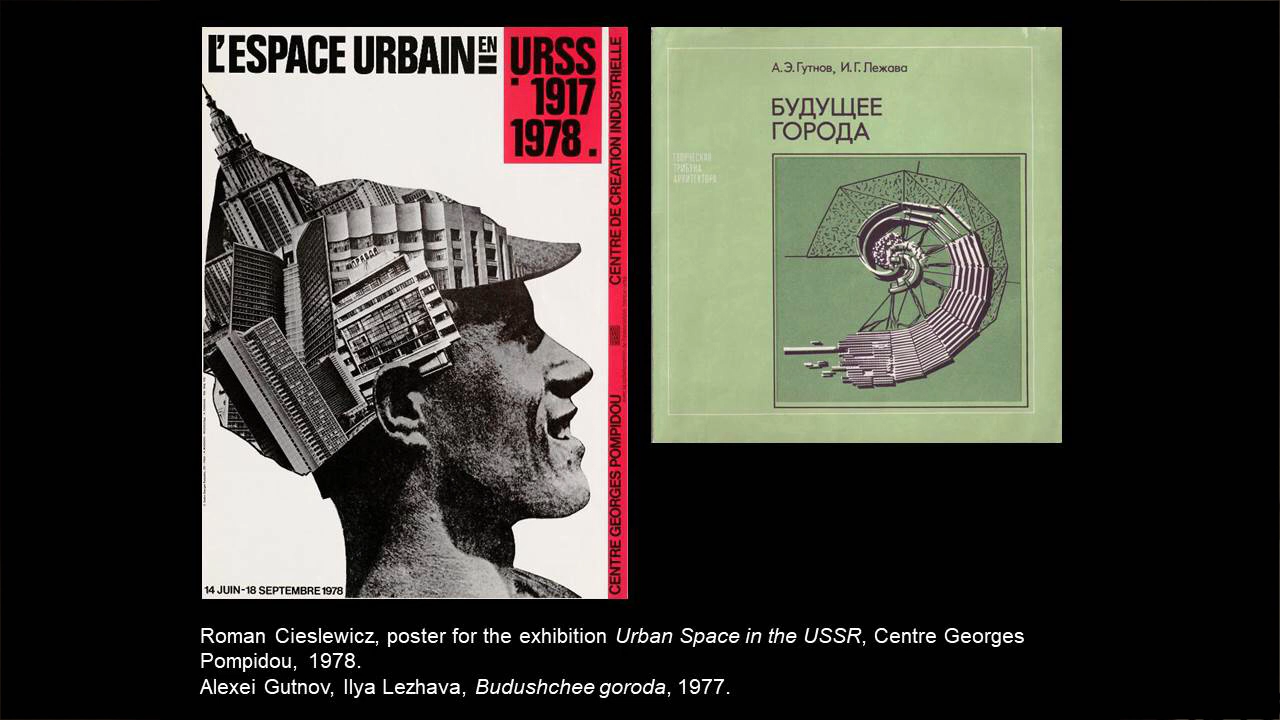 L'ESPACE URBAIN EN
URSS
1917
1978.
CENTRE DE CREATION INDUSTRIELLE
CENTRE GEORGES POMPIDOU
ПРАВДА
14 JUIN-18 SEPTEMBRE 1978
А.Э.Гутнов, И.Г.Лежава
БУДУЩЕЕ
ГОРОДА
ТВОРЧЕСКАЯ
ТРИБУНА
АРХИТЕКТОРА
Roman Cieslewicz, poster for the exhibition Urban Space in the USSR, Centre Georges
Pompidou, 1978.
Alexei Gutnov, Ilya Lezhava, Budushchee goroda, 1977.